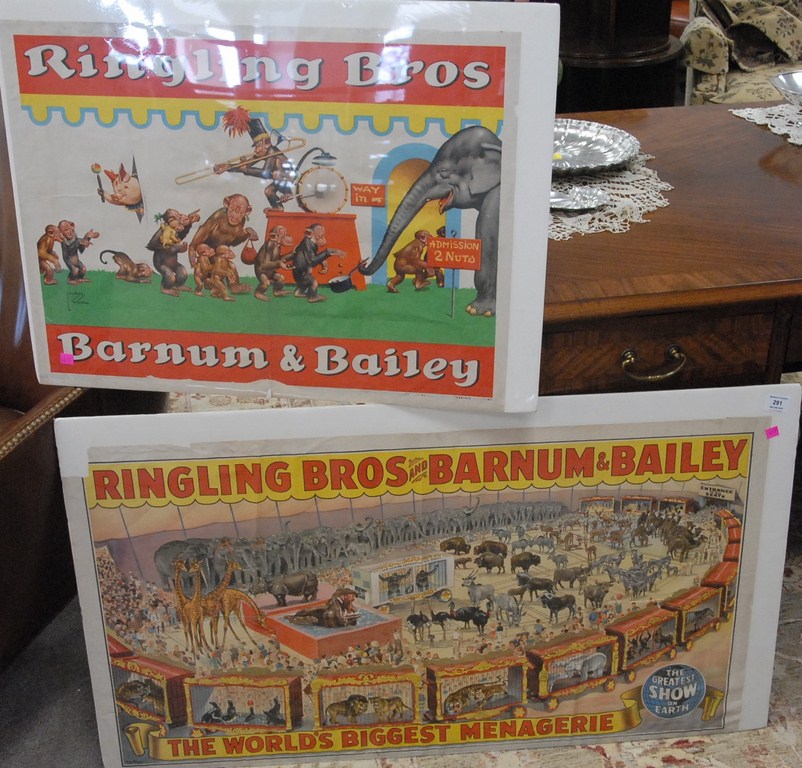 Ringling Bros
WAY
in
ADMISSION
2 NUTS
Barnum & Bailey
291
RINGLING BROS AND BARNUM & BAILEY
ENTRANCE
SEATS
THE
GREATEST
SHOW
ON
EARTH
THE WORLD'S BIGGEST MENAGERIE